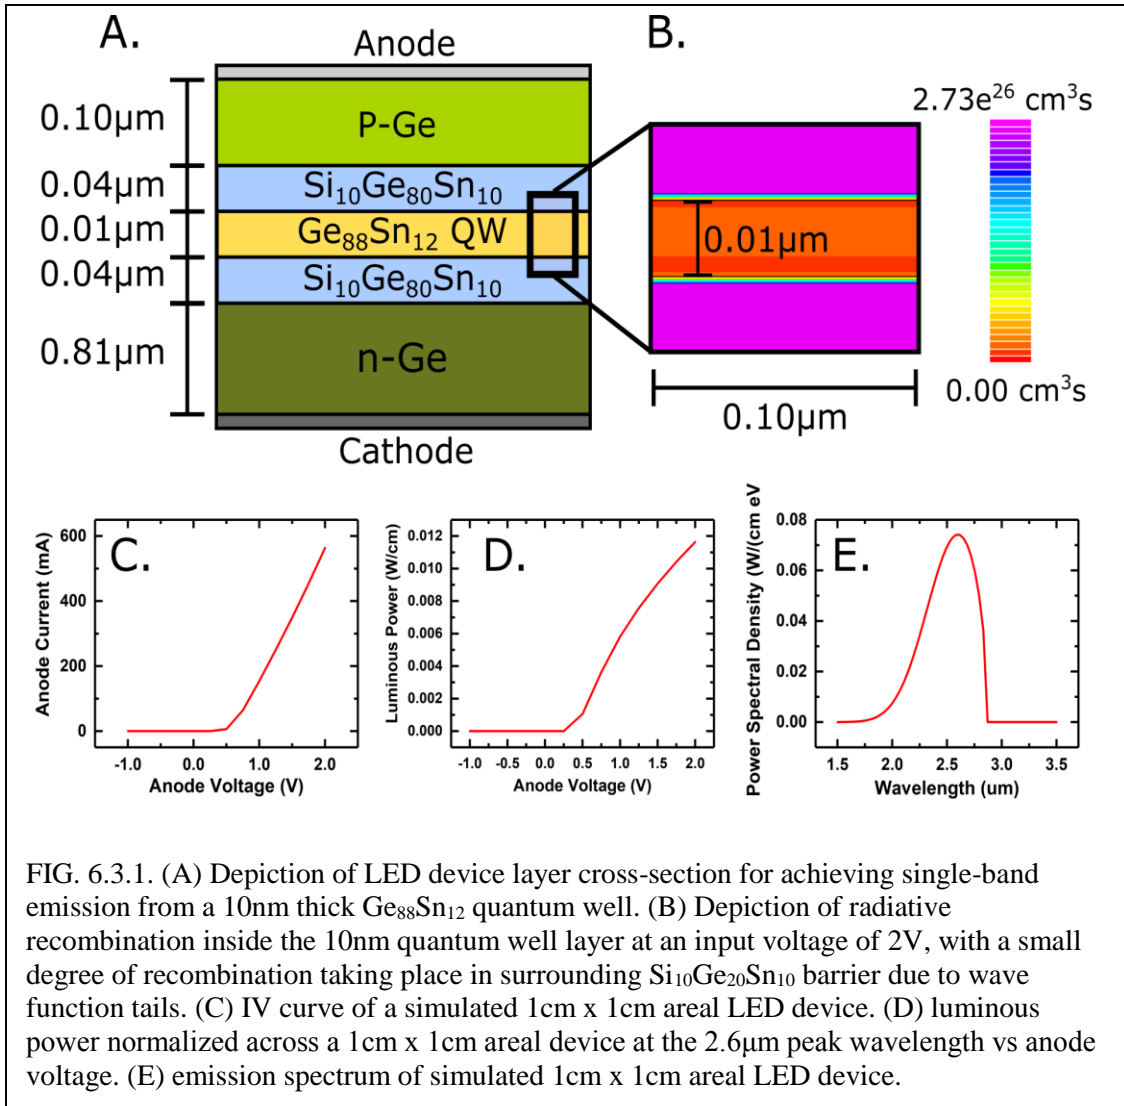 A.
Anode
0.10µm
P-Ge
0.04µm
Si₁₀Ge₈₀Sn₁₀
0.01µm
Ge₈₈Sn₁₂ QW
0.04µm
Si₁₀Ge₈₀Sn₁₀
0.81µm
n-Ge
Cathode
B.
2.73e²⁶ cm³s
0.01µm
0.00 cm³s
0.10µm
C.
Anode Current (mA)
600
400
200
0
-1.0 0.0 1.0 2.0
Anode Voltage (V)
D.
Luminous Power (W/cm)
0.012
0.010
0.008
0.006
0.004
0.002
0.000
-1.0 -0.5 0.0 0.5 1.0 1.5 2.0
Anode Voltage (V)
E.
Power Spectral Density (W/(cm eV
0.08
0.06
0.04
0.02
0.00
1.5 2.0 2.5 3.0 3.5
Wavelength (um)
FIG. 6.3.1. (A) Depiction of LED device layer cross-section for achieving single-band
emission from a 10nm thick Ge₈₈Sn₁₂ quantum well. (B) Depiction of radiative
recombination inside the 10nm quantum well layer at an input voltage of 2V, with a small
degree of recombination taking place in surrounding Si₁₀Ge₂₀Sn₁₀ barrier due to wave
function tails. (C) IV curve of a simulated 1cm x 1cm areal LED device. (D) luminous
power normalized across a 1cm x 1cm areal device at the 2.6µm peak wavelength vs anode
voltage. (E) emission spectrum of simulated 1cm x 1cm areal LED device.